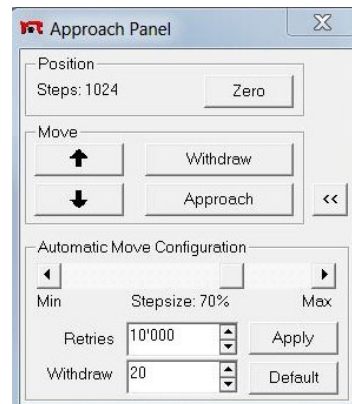 Approach Panel
Position
Steps: 1024
Zero
Move
Withdraw
Approach
<<
Automatic Move Configuration
Min Stepsize: 70% Max
Retries 10'000 Apply
Withdraw 20 Default